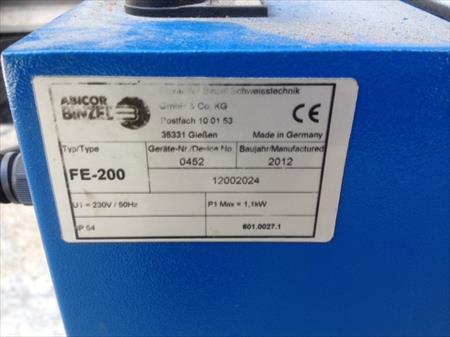 ABICOR
BINZEL
Binzel Schweisstechnik
GmbH & Co. KG
Postfach 10 01 53
35331 Gießen
CE
Made in Germany
Typ/Type
FE-200
Geräte-Nr./Device No
0452
Baujahr/Manufactured
2012
12002024
U1 = 230V / 50Hz
P1 Max = 1,1kW
IP 54
601.0027.1